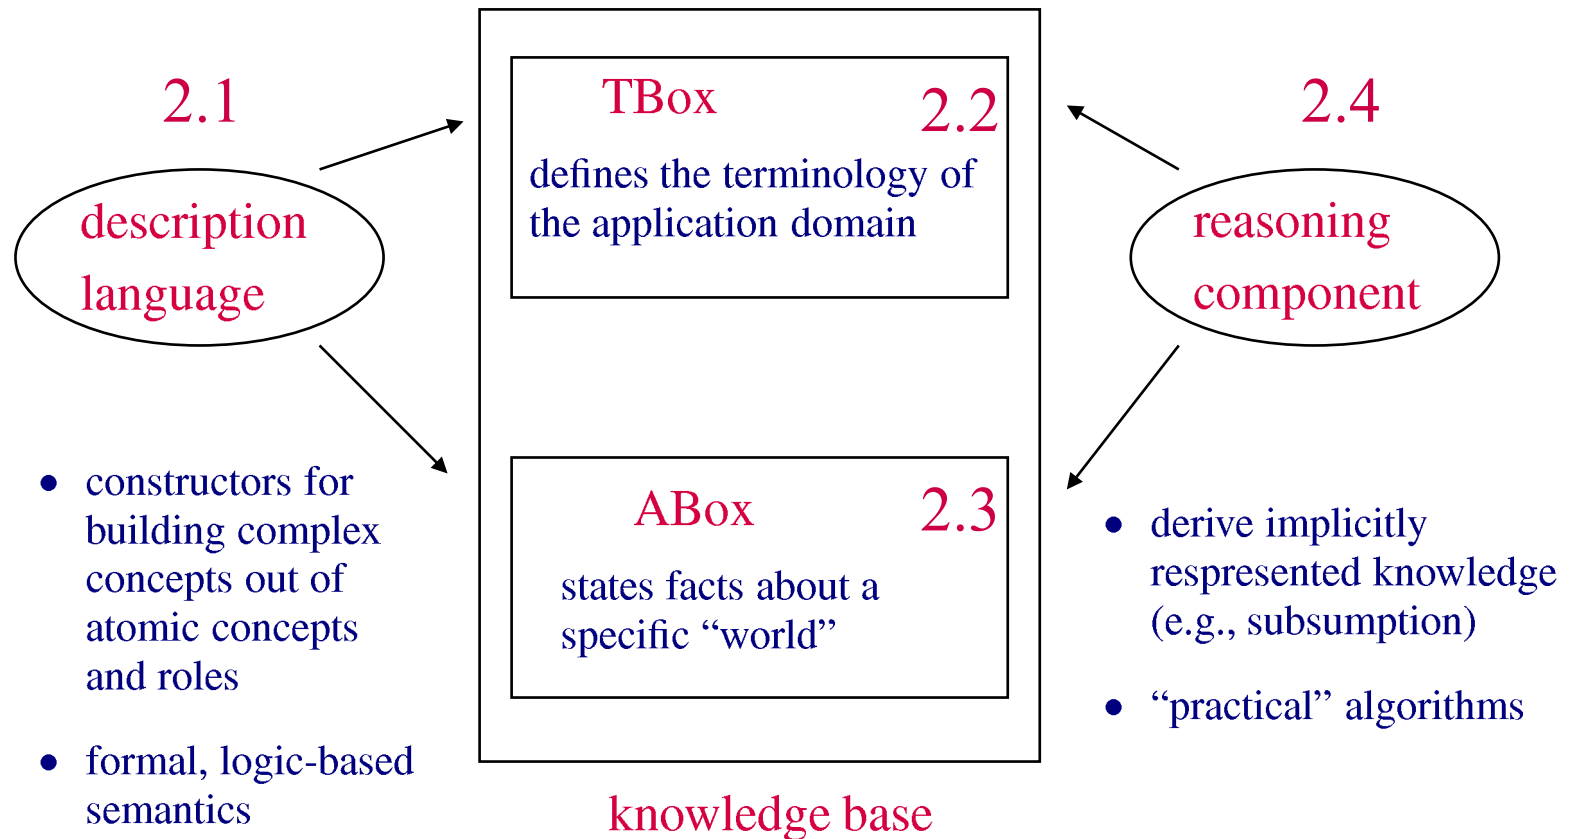 2.1
description
language
• constructors for
building complex
concepts out of
atomic concepts
and roles
• formal, logic-based
semantics
TBox
2.2
defines the terminology of
the application domain
ABox
2.3
states facts about a
specific “world”
knowledge base
2.4
reasoning
component
• derive implicitly
respresented knowledge
(e.g., subsumption)
• “practical” algorithms